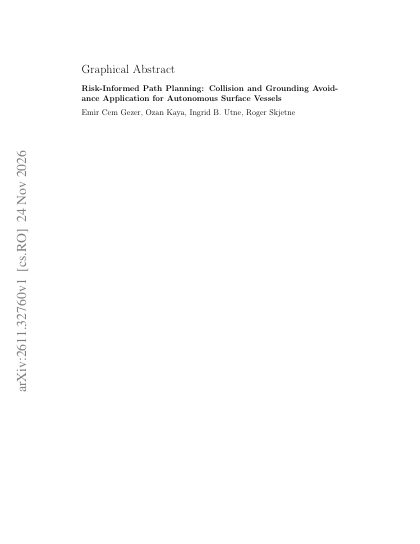 Graphical Abstract
Risk-Informed Path Planning: Collision and Grounding Avoid-
ance Application for Autonomous Surface Vessels
Emir Cem Gezer, Ozan Kaya, Ingrid B. Utne, Roger Skjetne
arXiv:2611.32760v1 [cs.RO] 24 Nov 2026